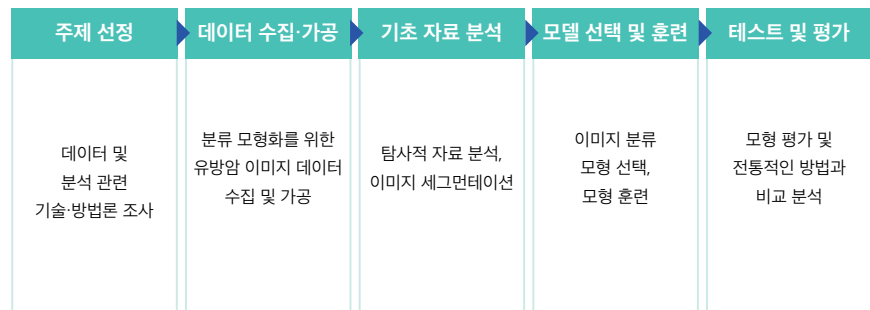 주제 선정
데이터 수집·가공
기초 자료 분석
모델 선택 및 훈련
테스트 및 평가
데이터 및
분석 관련
기술·방법론 조사
분류 모형화를 위한
유방암 이미지 데이터
수집 및 가공
탐사적 자료 분석,
이미지 세그먼테이션
이미지 분류
모형 선택,
모형 훈련
모형 평가 및
전통적인 방법과
비교 분석